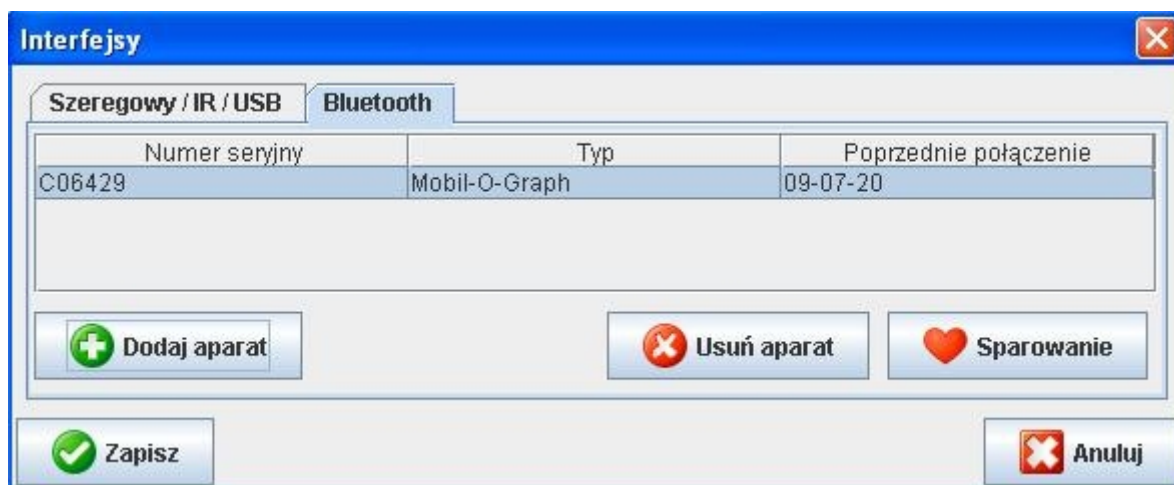 Interfejsy
Szeregowy / IR / USB Bluetooth
Numer seryjny Typ Poprzednie połączenie
C06429 Mobil-O-Graph 09-07-20
Dodaj aparat Usuń aparat Sparowanie
Zapisz Anuluj